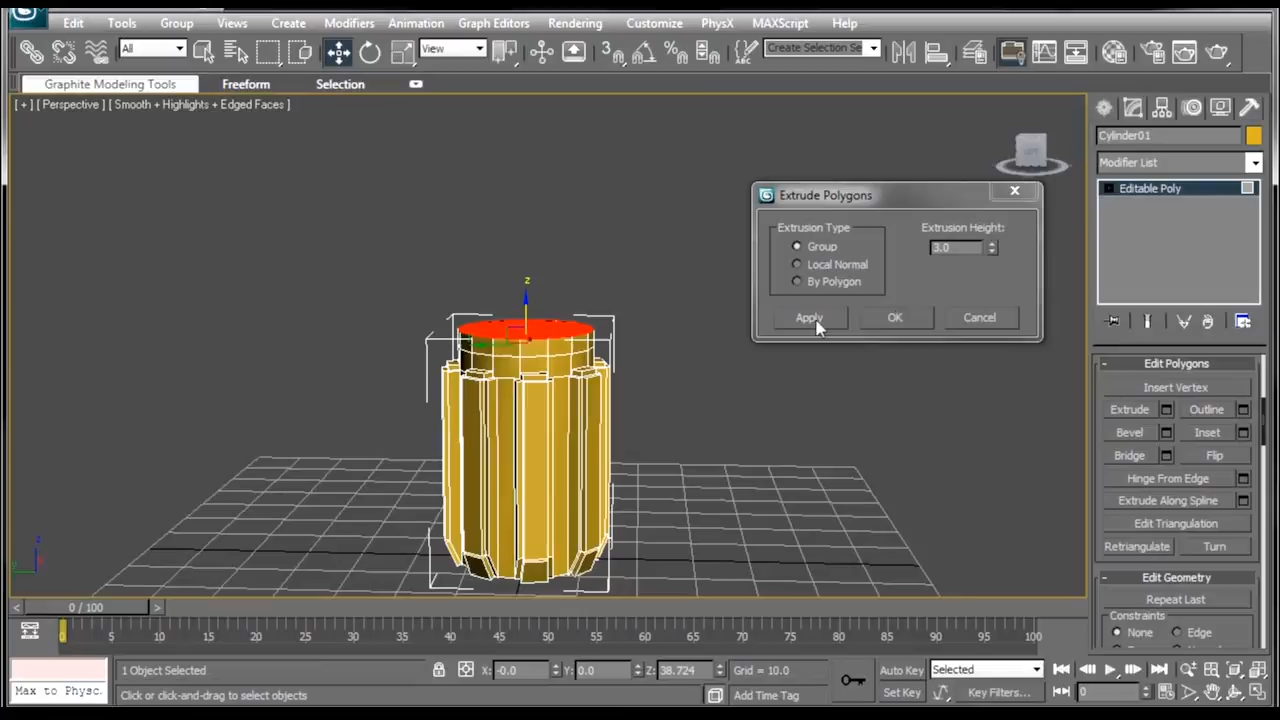 Edit Tools Group Views Create Modifiers Animation Graph Editors Rendering Customize PhysX MAXScript Help
All View 3 Create Selection Se
Graphite Modeling Tools Freeform Selection
[ + ] [ Perspective ] [ Smooth + Highlights + Edged Faces ]
Cylinder01
Modifier List
Editable Poly
Extrude Polygons
Extrusion Type
Group
Local Normal
By Polygon
Extrusion Height:
3.0
Apply OK Cancel
z
Edit Polygons
Insert Vertex
Extrude Outline
Bevel Inset
Bridge Flip
Hinge From Edge
Extrude Along Spline
Edit Triangulation
Retriangulate Turn
Edit Geometry
Repeat Last
Constraints
None Edge
z
< 0 / 100 >
0 5 10 15 20 25 30 35 40 45 50 55 60 65 70 75 80 85 90 95 100
1 Object Selected X: -0.0 Y: 0.0 Z: 38.724 Grid = 10.0 Auto Key Selected
Max to Physc. Click or click-and-drag to select objects Add Time Tag Set Key Key Filters... 0